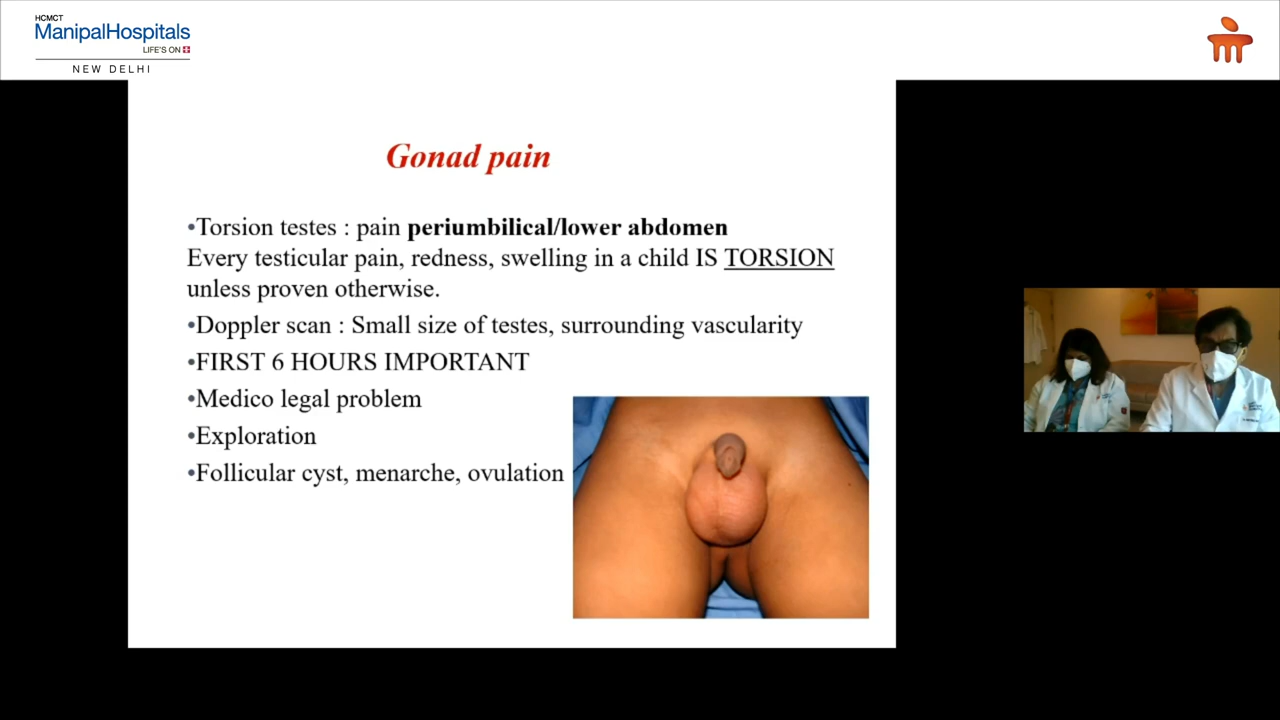 HCMCT
ManipalHospitals
LIFE'S ON
NEW DELHI
Gonad pain
•Torsion testes : pain periumbilical/lower abdomen
Every testicular pain, redness, swelling in a child IS TORSION
unless proven otherwise.
•Doppler scan : Small size of testes, surrounding vascularity
•FIRST 6 HOURS IMPORTANT
•Medico legal problem
•Exploration
•Follicular cyst, menarche, ovulation